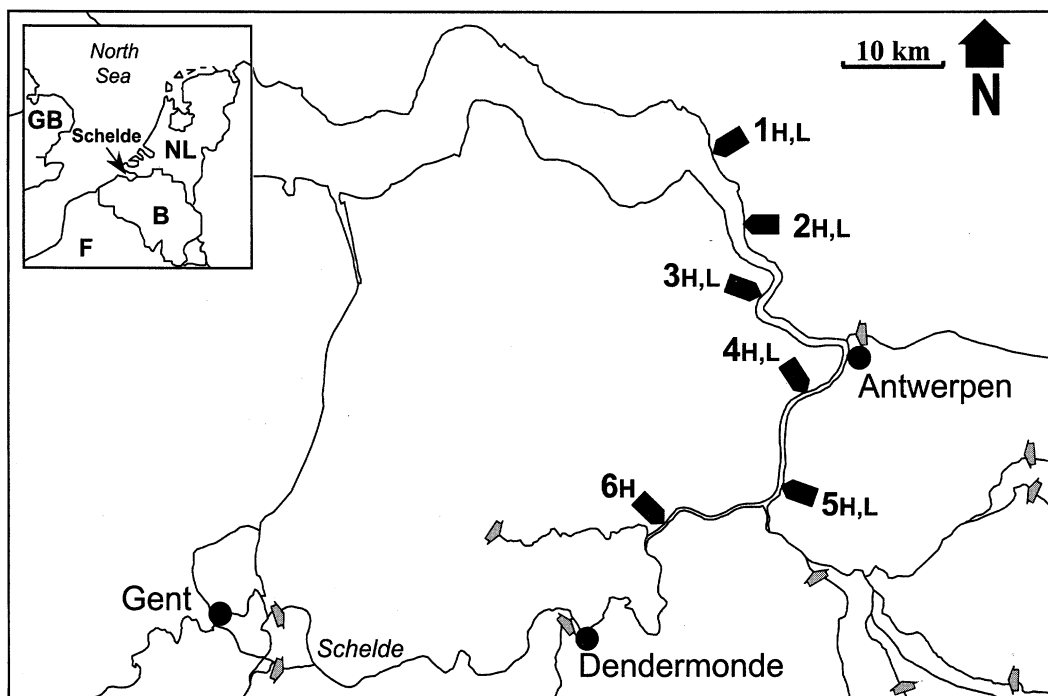 North
Sea
GB
Schelde
NL
B
F
10 km
N
1H,L
2H,L
3H,L
4H,L
Antwerpen
6H
5H,L
Gent
Schelde
Dendermonde